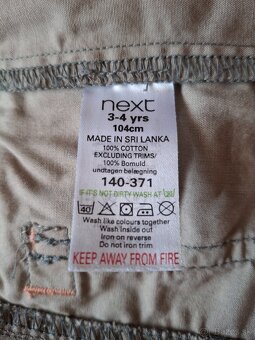 next
3-4 yrs
104cm
MADE IN SRI LANKA
100% COTTON
EXCLUDING TRIMS/
100% Bomuld
undtagen belægning
140-371
IF IT'S NOT DIRTY WASH AT 30
40
Wash like colours together
Wash inside out
Iron on reverse
Do not iron trim
KEEP AWAY FROM FIRE